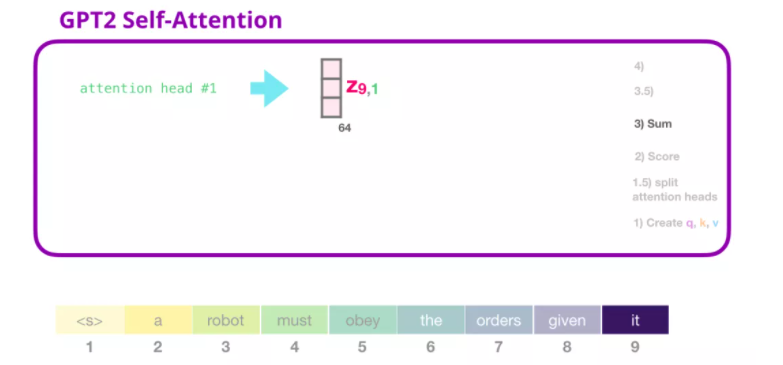 GPT2 Self-Attention
attention head #1
Z9,1
64
4)
3.5)
3) Sum
2) Score
1.5) split
attention heads
1) Create q, k, v
<s> a robot must obey the orders given it
1 2 3 4 5 6 7 8 9